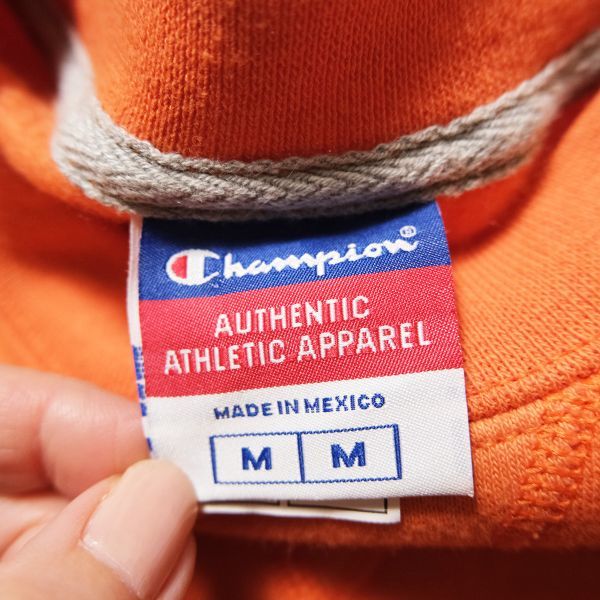 Champion®
AUTHENTIC
ATHLETIC APPAREL
MADE IN MEXICO
M M